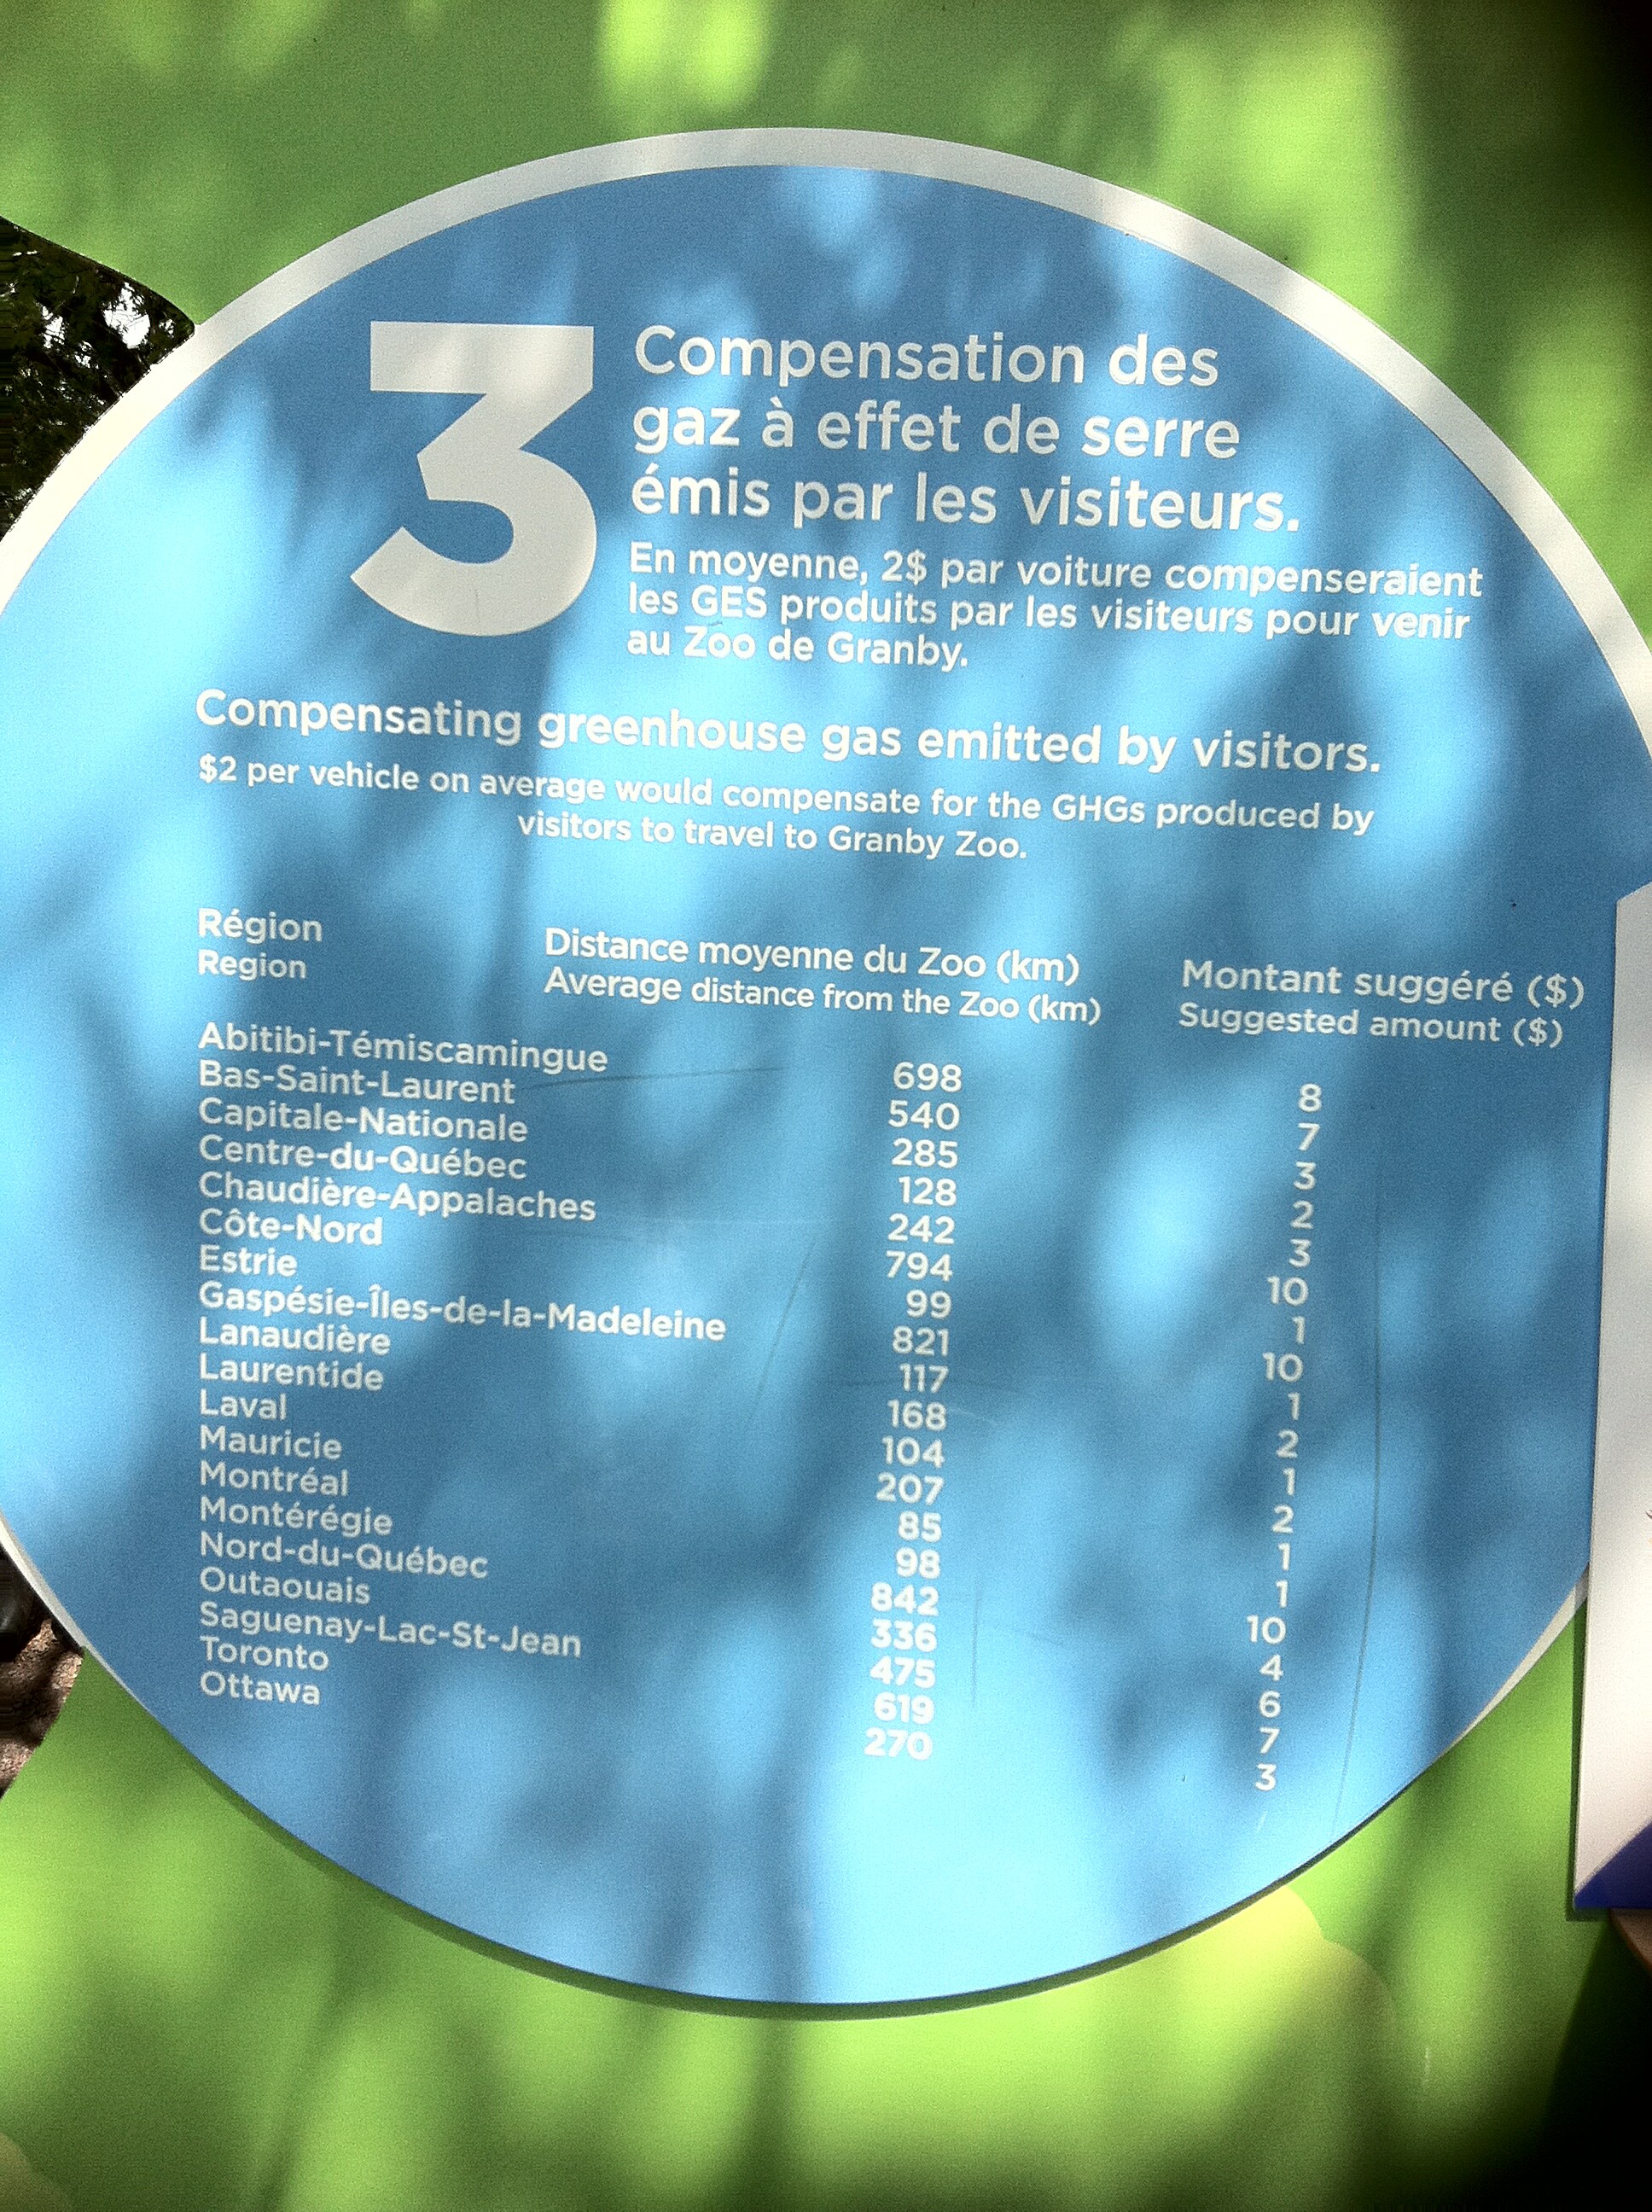 3
Compensation des
gaz à effet de serre
émis par les visiteurs.
En moyenne, 2$ par voiture compenseraient
les GES produits par les visiteurs pour venir
au Zoo de Granby.
Compensating greenhouse gas emitted by visitors.
$2 per vehicle on average would compensate for the GHGs produced by
visitors to travel to Granby Zoo.
Région Distance moyenne du Zoo (km) Montant suggéré ($)
Region Average distance from the Zoo (km) Suggested amount ($)
Abitibi-Témiscamingue 698 8
Bas-Saint-Laurent 540 7
Capitale-Nationale 285 3
Centre-du-Québec 128 2
Chaudière-Appalaches 242 3
Côte-Nord 794 10
Estrie 99 1
Gaspésie-Îles-de-la-Madeleine 821 10
Lanaudière 117 1
Laurentide 168 2
Laval 104 1
Mauricie 207 2
Montréal 85 1
Montérégie 98 1
Nord-du-Québec 842 10
Outaouais 336 4
Saguenay-Lac-St-Jean 475 6
Toronto 619 7
Ottawa 270 3